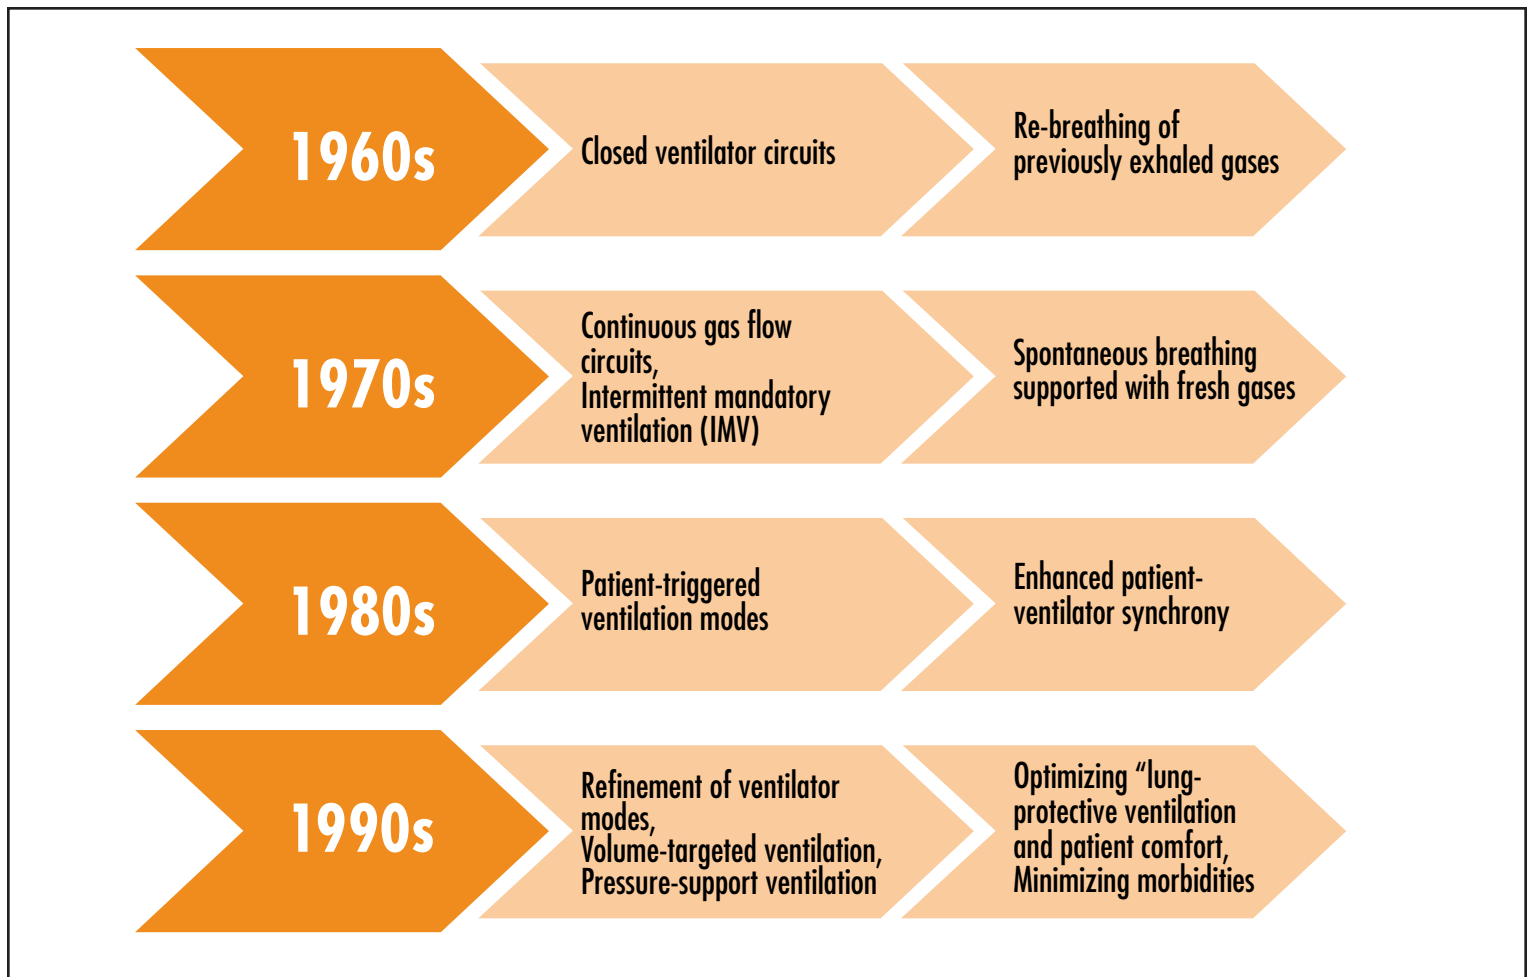 1960s
Closed ventilator circuits
Re-breathing of
previously exhaled gases
1970s
Continuous gas flow
circuits,
Intermittent mandatory
ventilation (IMV)
Spontaneous breathing
supported with fresh gases
1980s
Patient-triggered
ventilation modes
Enhanced patient-
ventilator synchrony
1990s
Refinement of ventilator
modes,
Volume-targeted ventilation,
Pressure-support ventilation
Optimizing “lung-
protective ventilation
and patient comfort,
Minimizing morbidities